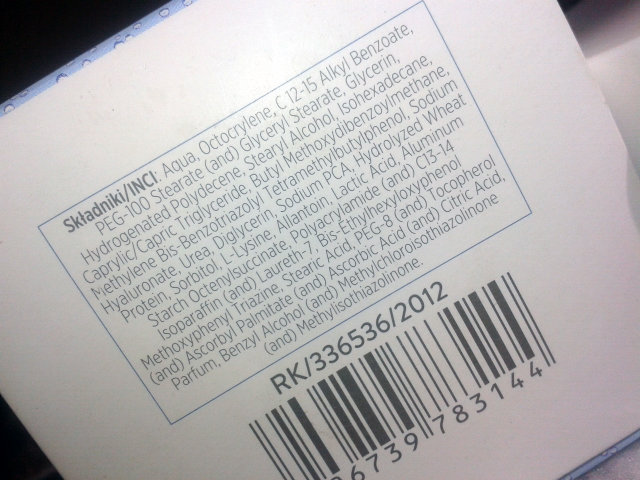 Składniki/INCI: Aqua, Octocrylene, C 12-15 Alkyl Benzoate,
PEG-100 Stearate (and) Glyceryl Stearate, Glycerin,
Hydrogenated Polydecene, Stearyl Alcohol, Isohexadecane,
Caprylic/Capric Triglyceride, Butyl Methoxydibenzoylmethane,
Methylene Bis-Benzotriazolyl Tetramethylbutylphenol, Sodium
Hyaluronate, Urea, Diglycerin, Sodium PCA, Hydrolyzed Wheat
Protein, Sorbitol, L-Lysine, Allantoin, Lactic Acid, Aluminum
Starch Octenylsuccinate, Polyacrylamide (and) C13-14
Isoparafin (and) Laureth-7, Bis-Ethylhexyloxyphenol
Methoxyphenyl Triazine, Stearic Acid, PEG-8 (and) Tocopherol
(and) Ascorbyl Palmitate (and) Ascorbic Acid (and) Citric Acid,
Parfum, Benzyl Alcohol (and) Methylchloroisothiazolinone
(and) Methylisothiazolinone.
RK/336536/2012
6739 783144